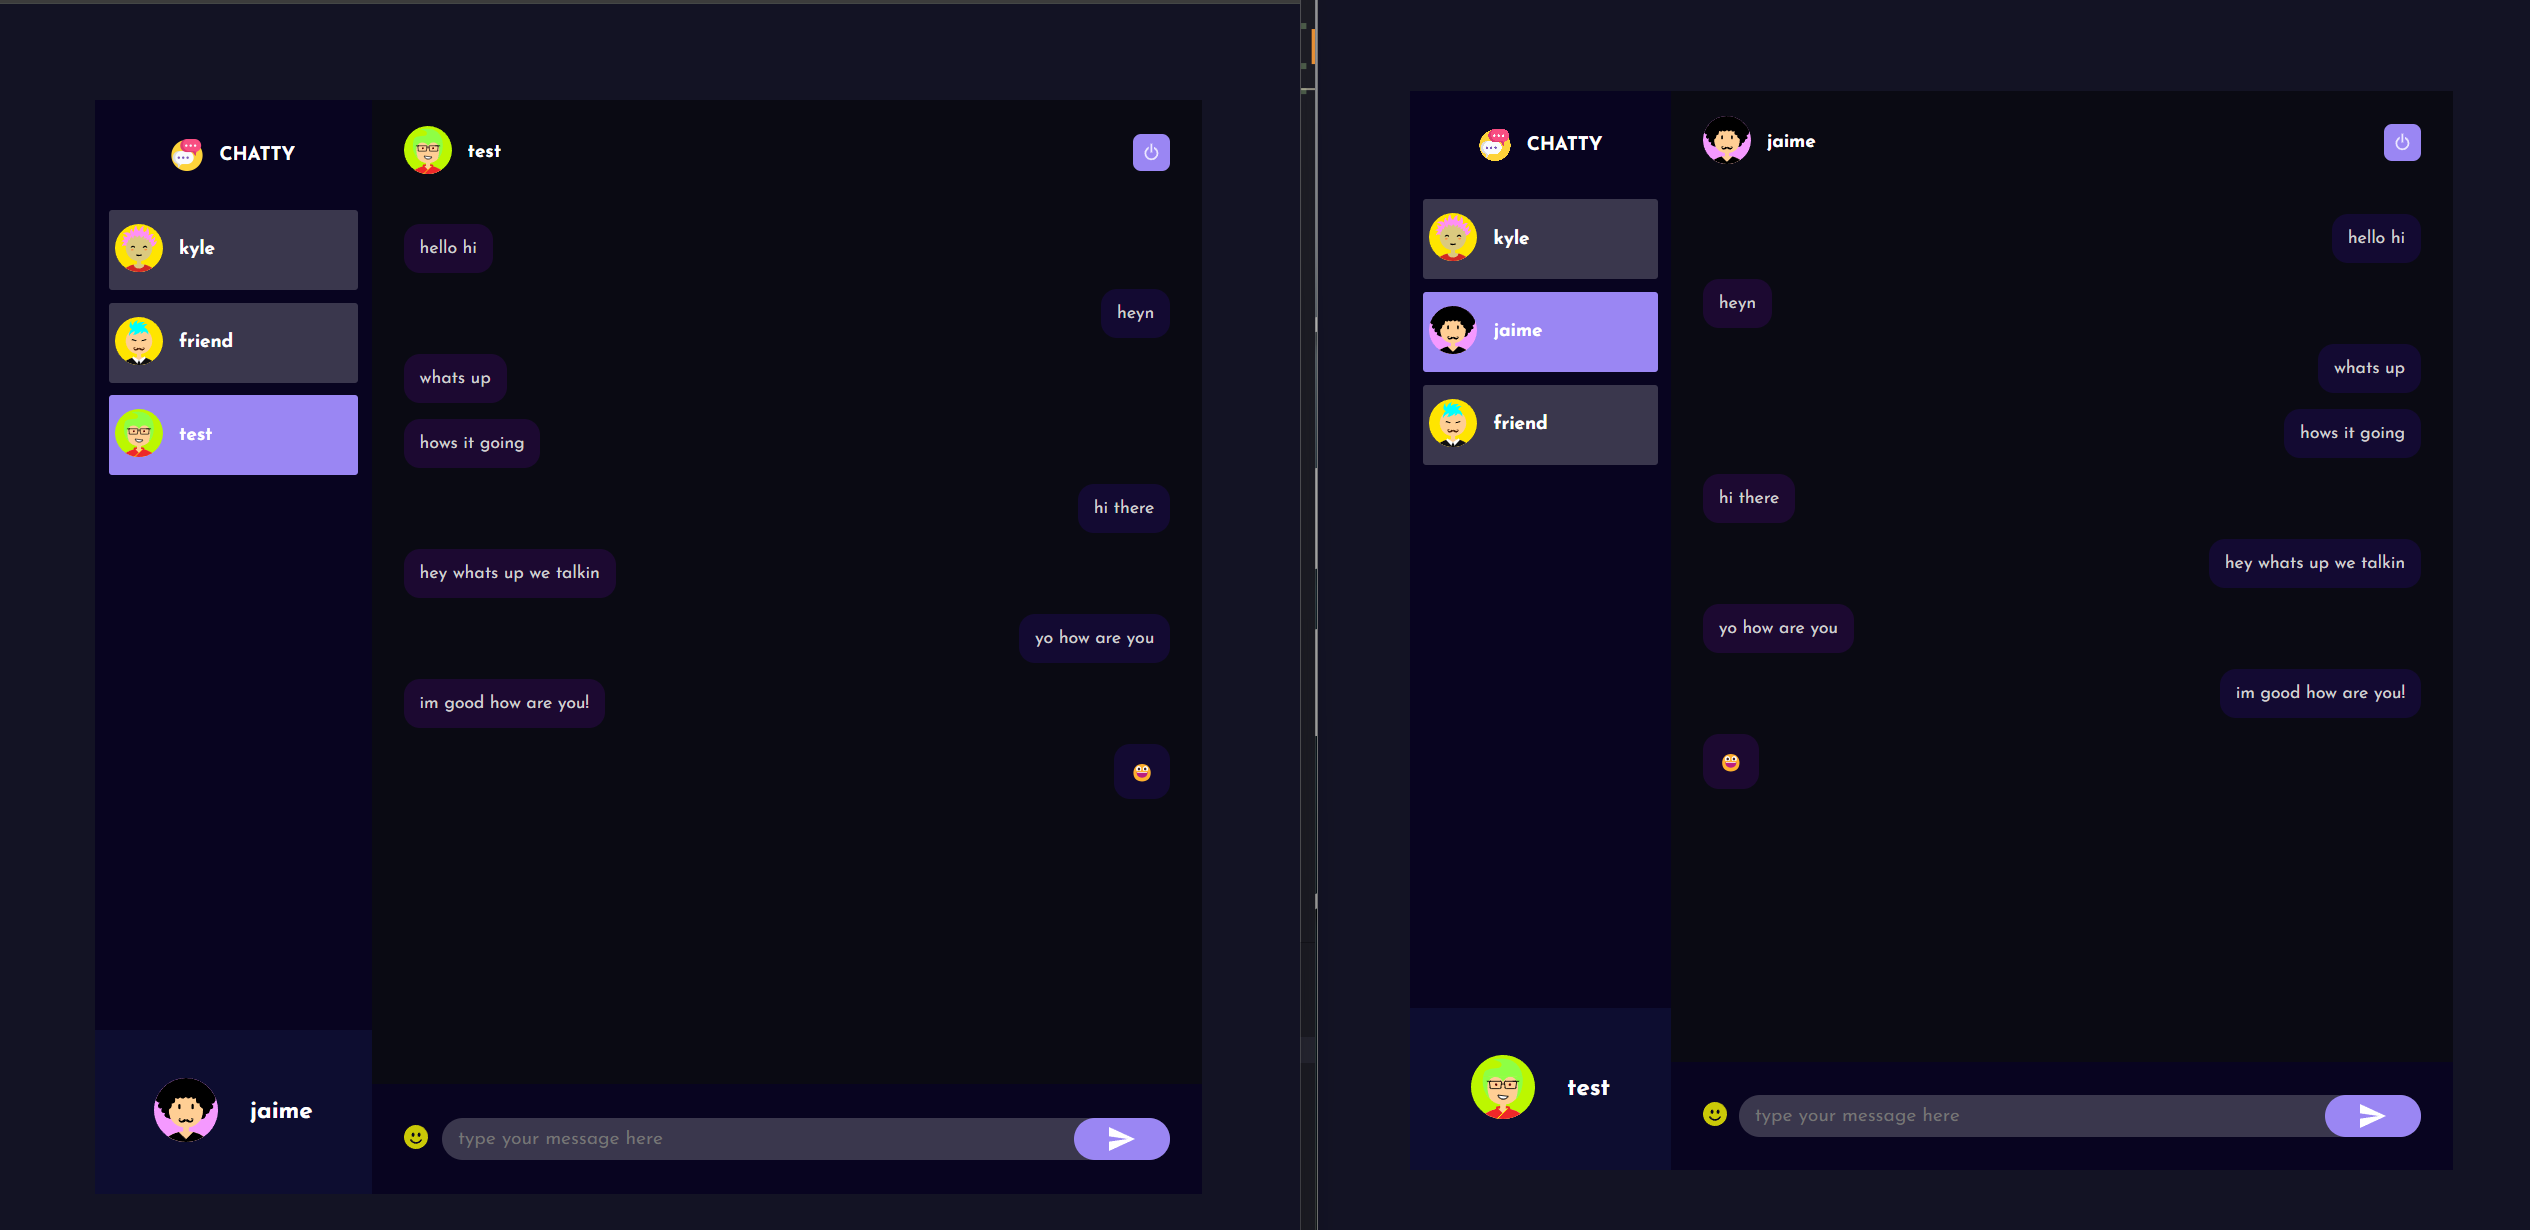 CHATTY
kyle
friend
test
jaime
test
hello hi
heyn
whats up
hows it going
hi there
hey whats up we talkin
yo how are you
im good how are you!
type your message here
CHATTY
kyle
jaime
friend
test
jaime
hello hi
heyn
whats up
hows it going
hi there
hey whats up we talkin
yo how are you
im good how are you!
type your message here